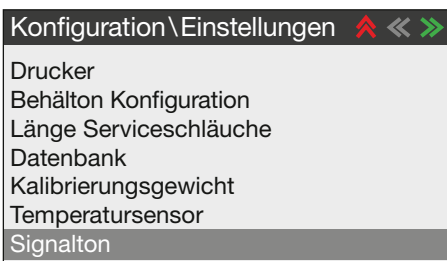 Konfiguration\Einstellungen
Drucker
Behälton Konfiguration
Länge Serviceschläuche
Datenbank
Kalibrierungsgewicht
Temperatursensor
Signalton